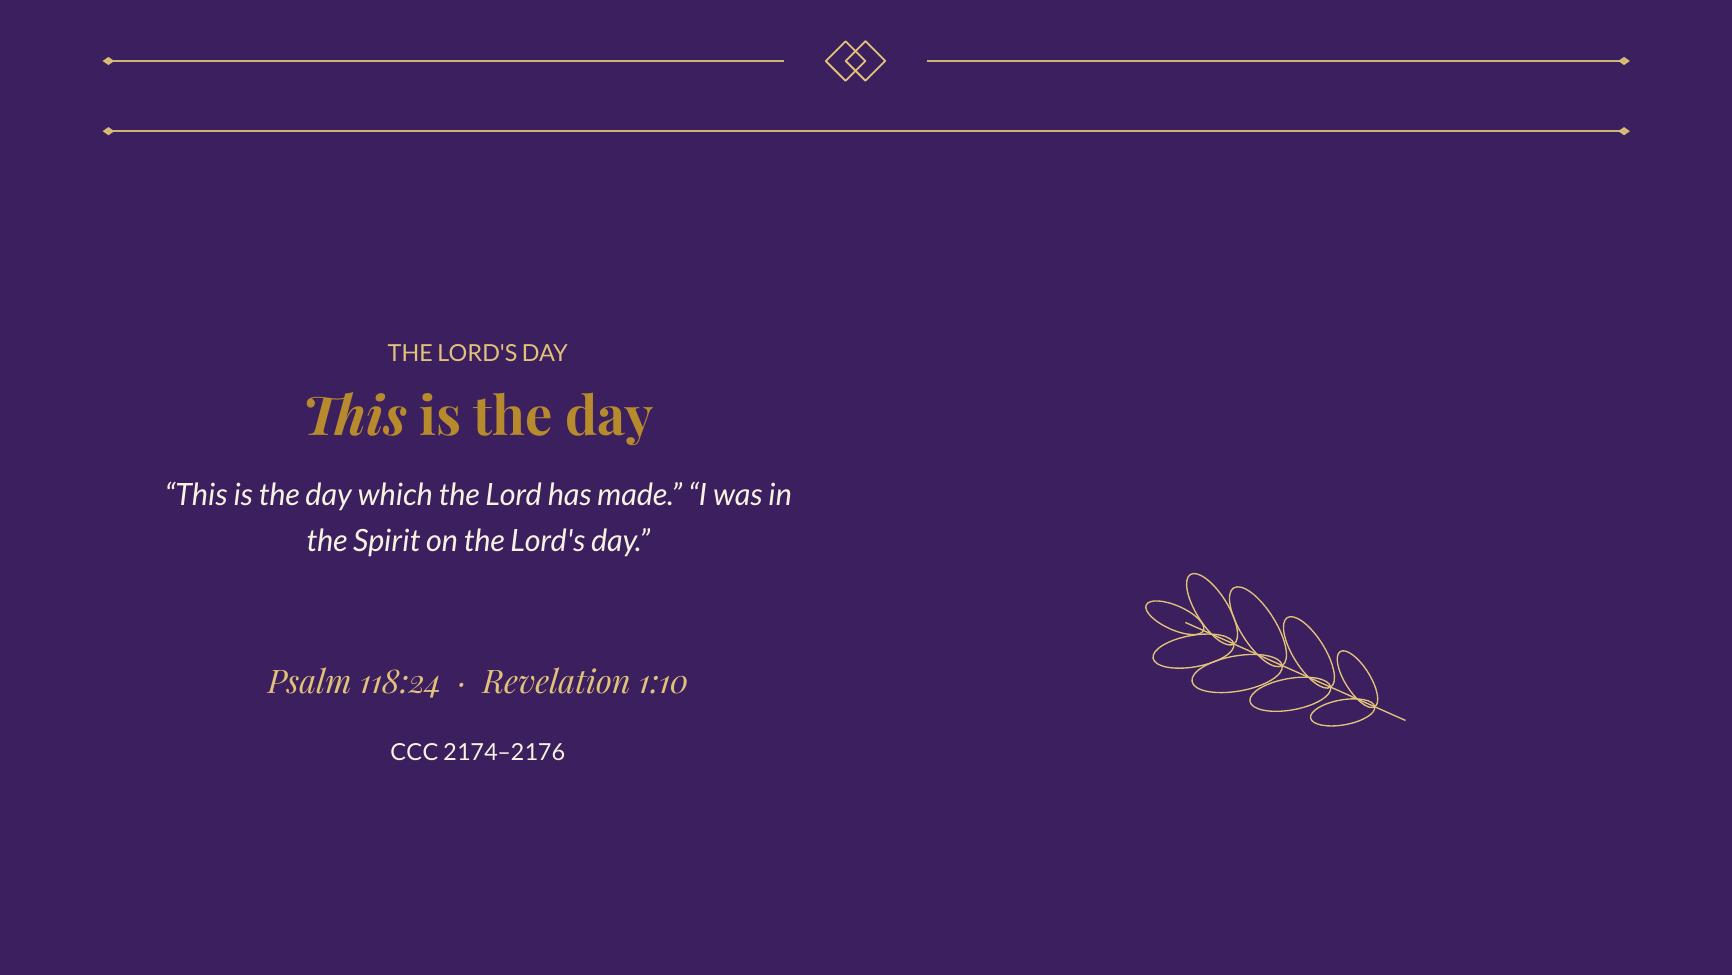 THE LORD'S DAY
This is the day
“This is the day which the Lord has made.” “I was in
the Spirit on the Lord's day.”
Psalm 118:24 · Revelation 1:10
CCC 2174–2176